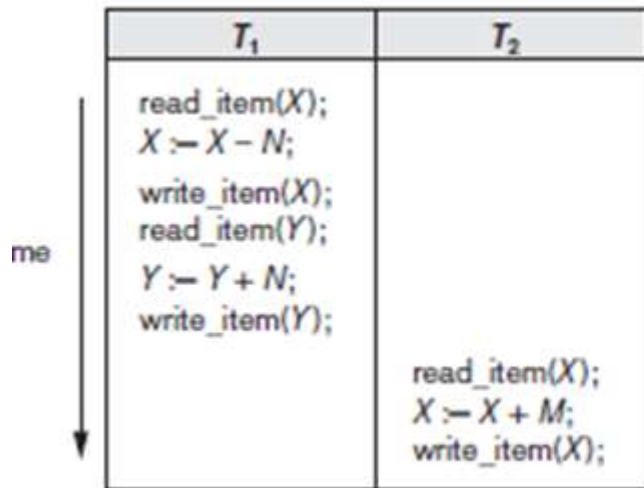 T₁ T₂
read_item(X);
X := X – N;
write_item(X);
read_item(Y);
me
Y := Y + N;
write_item(Y);
read_item(X);
X := X + M;
write_item(X);